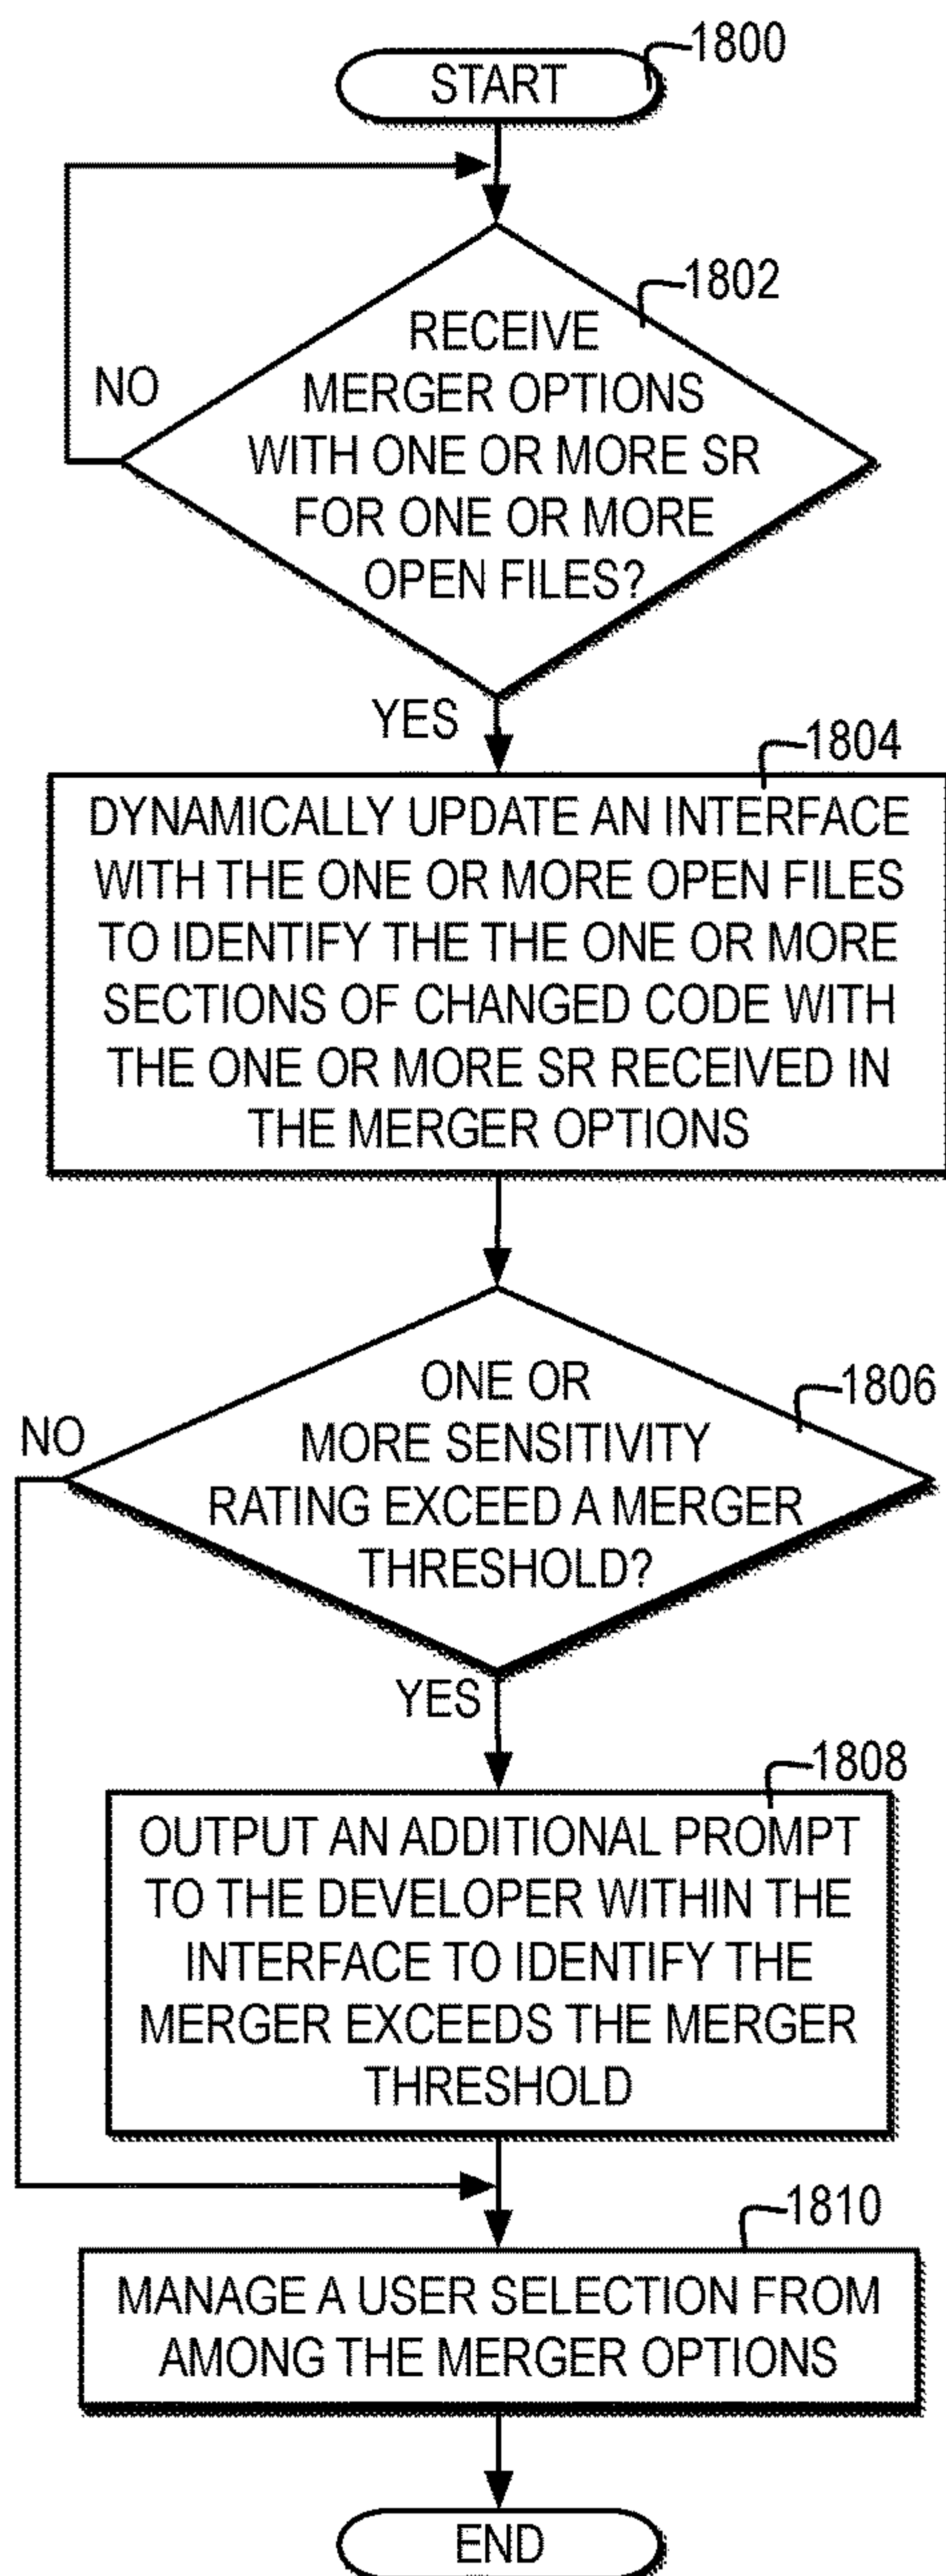 1800
START
1802
RECEIVE
MERGER OPTIONS
WITH ONE OR MORE SR
FOR ONE OR MORE
OPEN FILES?
NO
YES
1804
DYNAMICALLY UPDATE AN INTERFACE
WITH THE ONE OR MORE OPEN FILES
TO IDENTIFY THE THE ONE OR MORE
SECTIONS OF CHANGED CODE WITH
THE ONE OR MORE SR RECEIVED IN
THE MERGER OPTIONS
1806
ONE OR
MORE SENSITIVITY
RATING EXCEED A MERGER
THRESHOLD?
NO
YES
1808
OUTPUT AN ADDITIONAL PROMPT
TO THE DEVELOPER WITHIN THE
INTERFACE TO IDENTIFY THE
MERGER EXCEEDS THE MERGER
THRESHOLD
1810
MANAGE A USER SELECTION FROM
AMONG THE MERGER OPTIONS
END